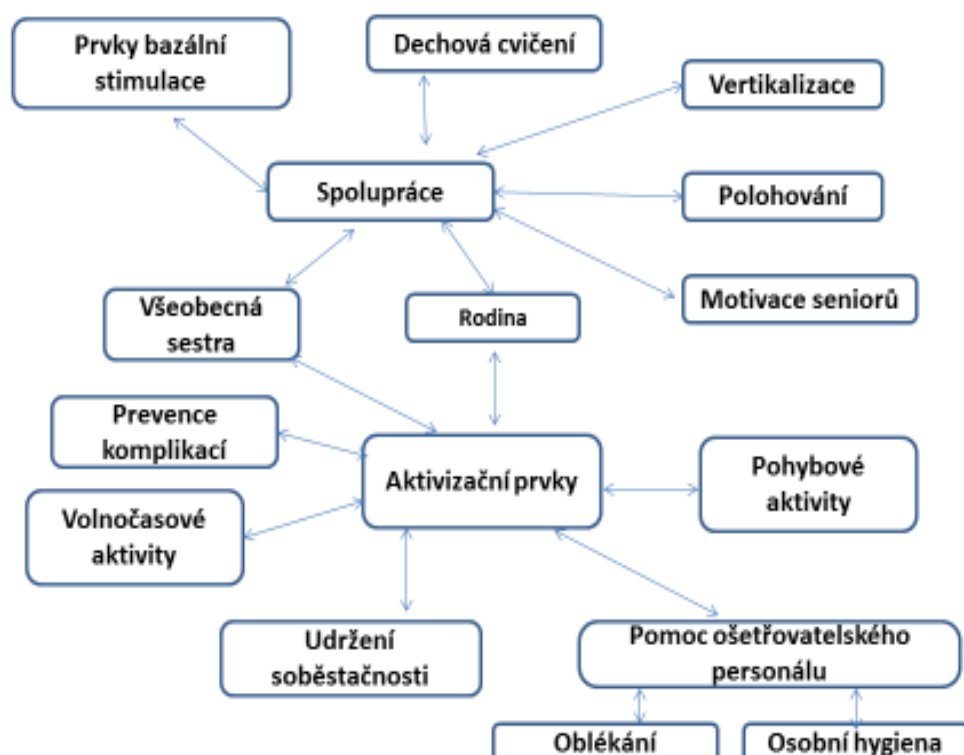 Prvky bazální
stimulace
Dechová cvičení
Vertikalizace
Spolupráce
Polohování
Všeobecná
sestra
Rodina
Motivace seniorů
Prevence
komplikací
Aktivizační prvky
Pohybové
aktivity
Volnočasové
aktivity
Udržení
soběstačnosti
Pomoc ošetřovatelského
personálu
Oblékání
Osobní hygiena